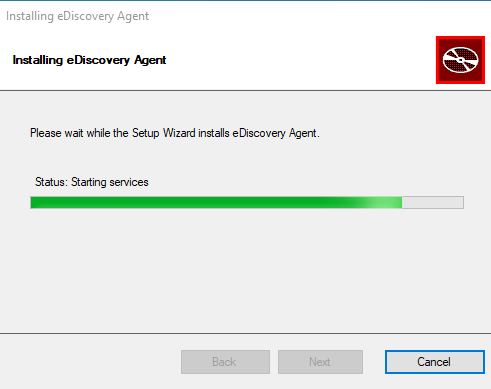 Installing eDiscovery Agent
Installing eDiscovery Agent
Please wait while the Setup Wizard installs eDiscovery Agent.
Status: Starting services
Back
Next
Cancel